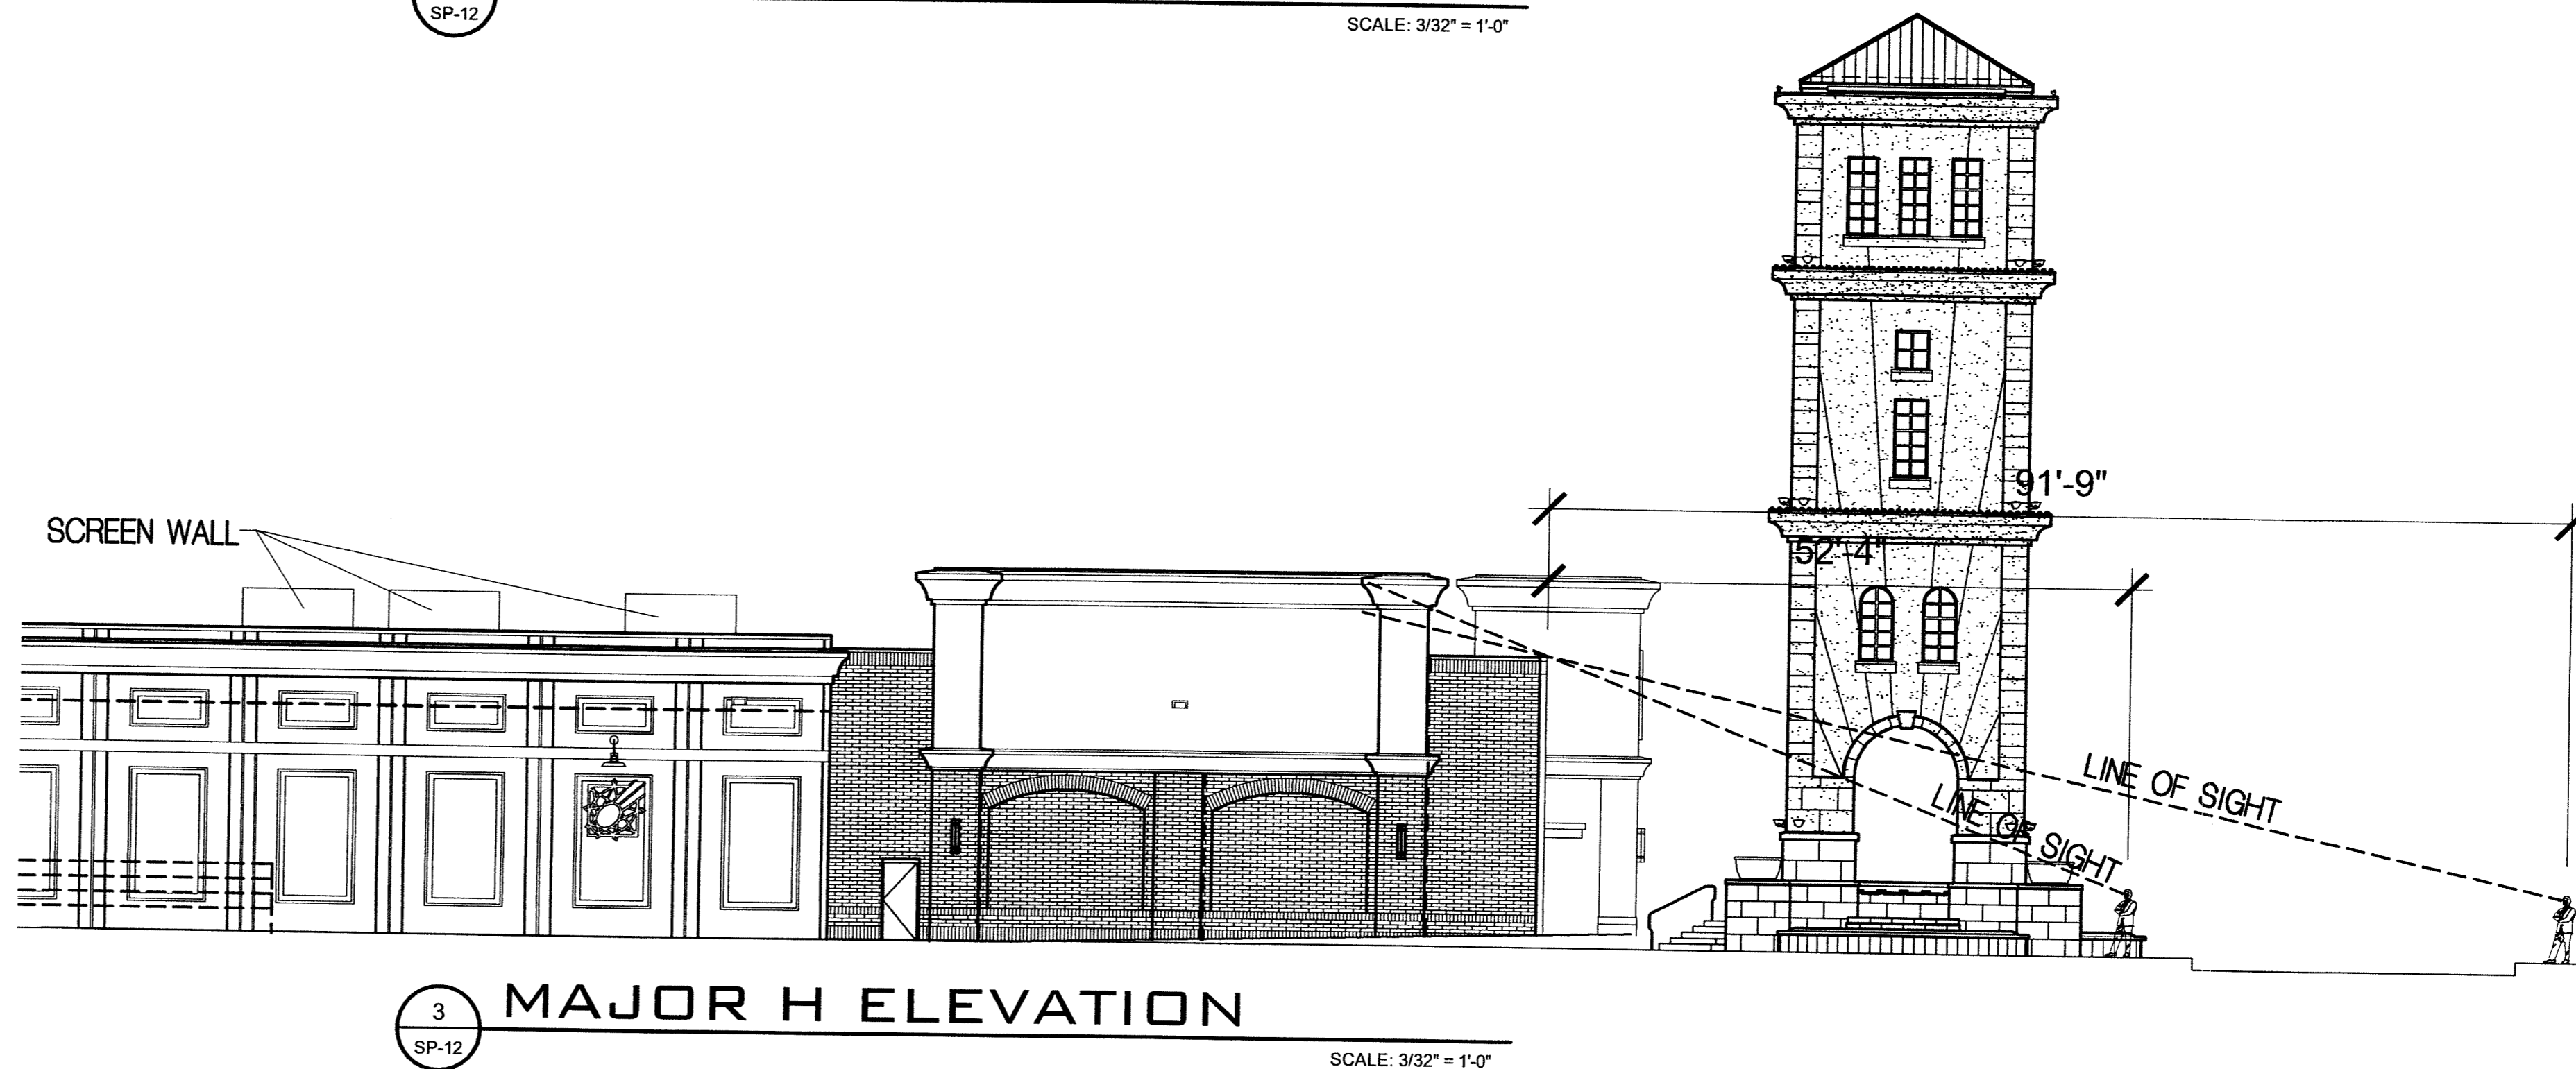 SP-12
SCALE: 3/32" = 1'-0"
91'-9"
SCREEN WALL
52'-4"
LINE OF SIGHT
LINE OF SIGHT
3
MAJOR H ELEVATION
SP-12
SCALE: 3/32" = 1'-0"